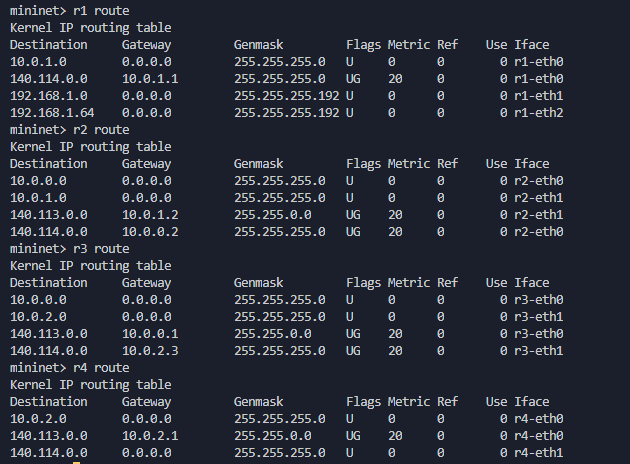 mininet> r1 route
Kernel IP routing table
Destination     Gateway         Genmask         Flags Metric Ref    Use Iface
10.0.1.0        0.0.0.0         255.255.255.0   U     0      0        0 r1-eth0
140.114.0.0     10.0.1.1        255.255.255.0   UG    20     0        0 r1-eth0
192.168.1.0     0.0.0.0         255.255.255.192 U     0      0        0 r1-eth1
192.168.1.64    0.0.0.0         255.255.255.192 U     0      0        0 r1-eth2
mininet> r2 route
Kernel IP routing table
Destination     Gateway         Genmask         Flags Metric Ref    Use Iface
10.0.0.0        0.0.0.0         255.255.255.0   U     0      0        0 r2-eth0
10.0.1.0        0.0.0.0         255.255.255.0   U     0      0        0 r2-eth1
140.113.0.0     10.0.1.2        255.255.0.0     UG    20     0        0 r2-eth1
140.114.0.0     10.0.0.2        255.255.255.0   UG    20     0        0 r2-eth0
mininet> r3 route
Kernel IP routing table
Destination     Gateway         Genmask         Flags Metric Ref    Use Iface
10.0.0.0        0.0.0.0         255.255.255.0   U     0      0        0 r3-eth0
10.0.2.0        0.0.0.0         255.255.255.0   U     0      0        0 r3-eth1
140.113.0.0     10.0.0.1        255.255.0.0     UG    20     0        0 r3-eth0
140.114.0.0     10.0.2.3        255.255.255.0   UG    20     0        0 r3-eth1
mininet> r4 route
Kernel IP routing table
Destination     Gateway         Genmask         Flags Metric Ref    Use Iface
10.0.2.0        0.0.0.0         255.255.255.0   U     0      0        0 r4-eth0
140.113.0.0     10.0.2.1        255.255.0.0     UG    20     0        0 r4-eth0
140.114.0.0     0.0.0.0         255.255.255.0   U     0      0        0 r4-eth1